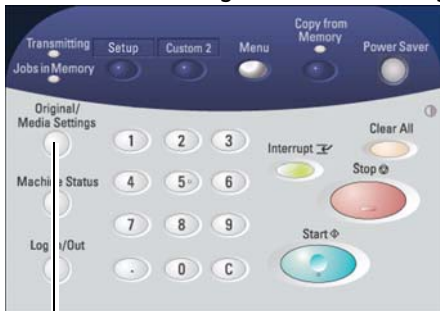 Copy from
Memory
Transmitting
Setup
Custom 2
Menu
Power Saver
Jobs in Memory
Original/
Media Settings
Clear All
1
2
3
Interrupt
Machine Status
4
5
6
Stop
7
8
9
Log In/Out
Start
.
0
C